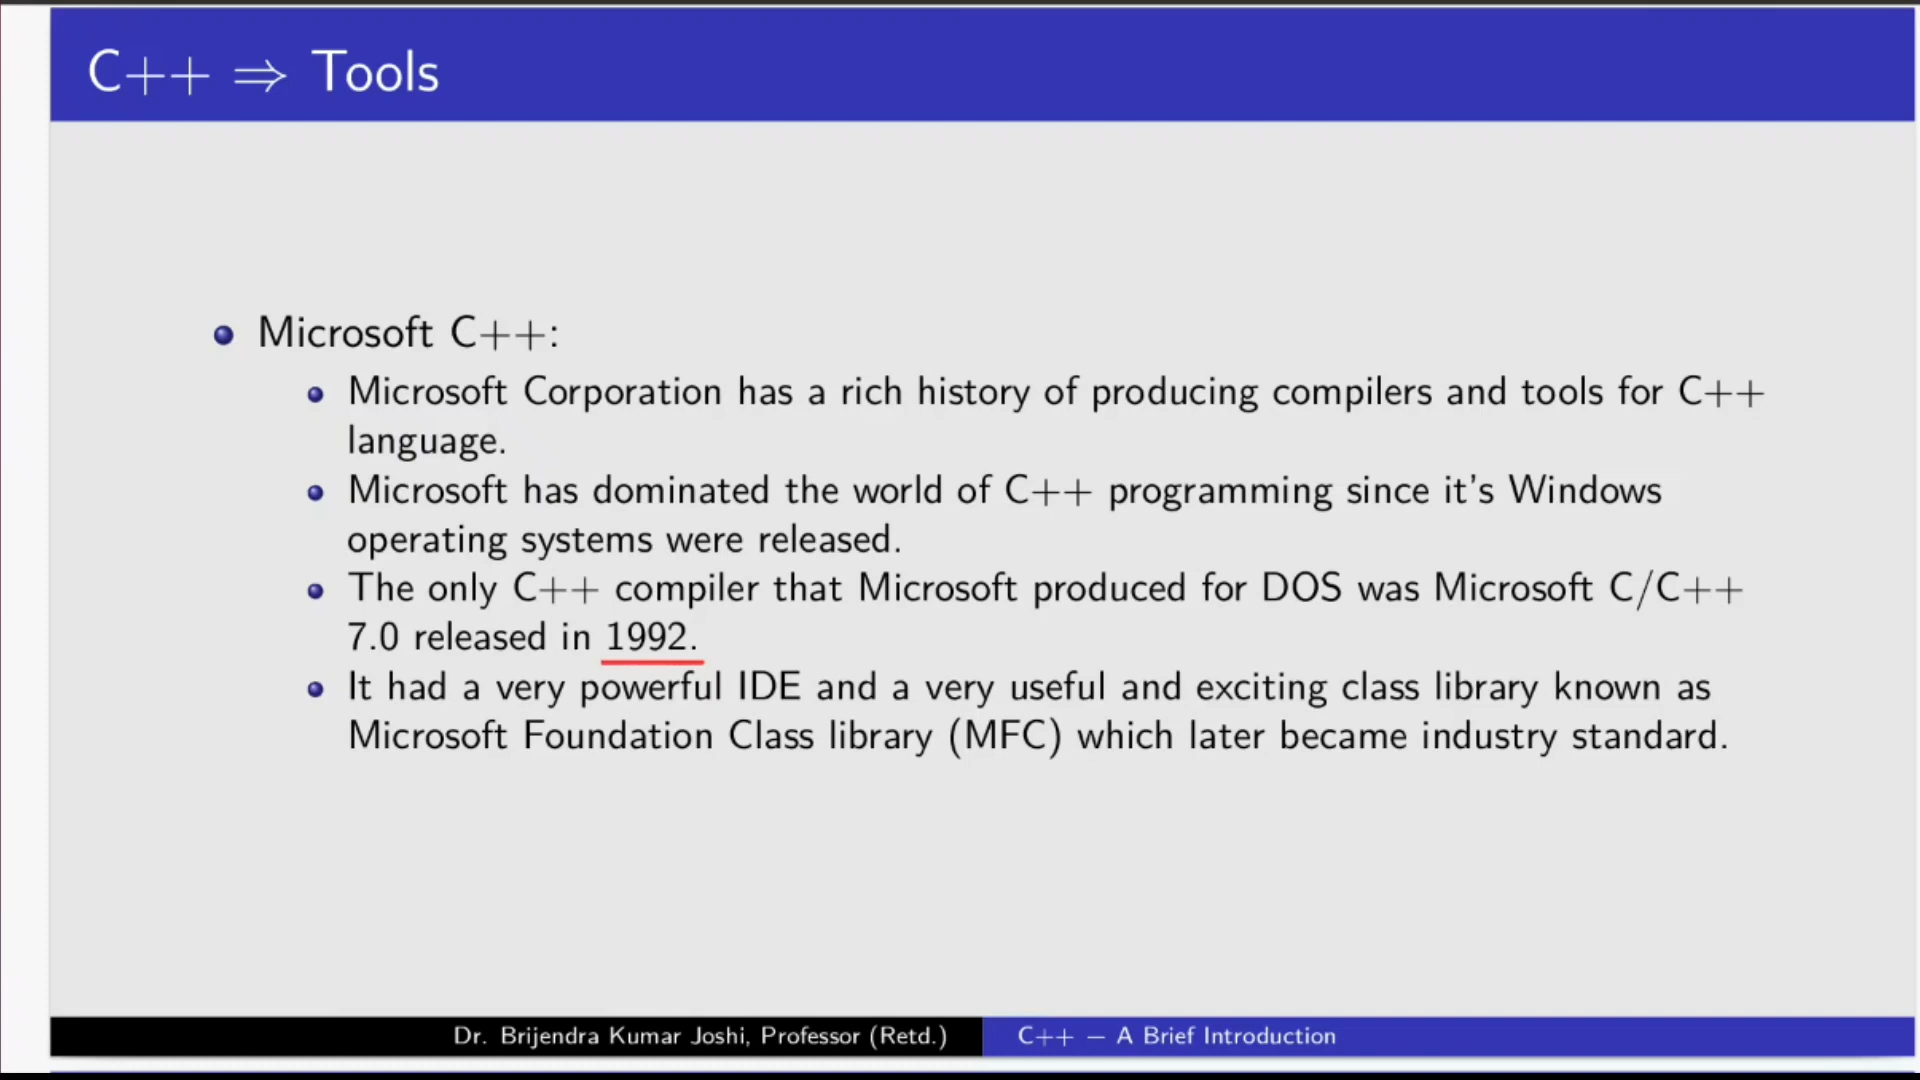 C++ ⇒ Tools
Microsoft C++:
Microsoft Corporation has a rich history of producing compilers and tools for C++
language.
Microsoft has dominated the world of C++ programming since it's Windows
operating systems were released.
The only C++ compiler that Microsoft produced for DOS was Microsoft C/C++
7.0 released in 1992.
It had a very powerful IDE and a very useful and exciting class library known as
Microsoft Foundation Class library (MFC) which later became industry standard.
Dr. Brijendra Kumar Joshi, Professor (Retd.)
C++ – A Brief Introduction